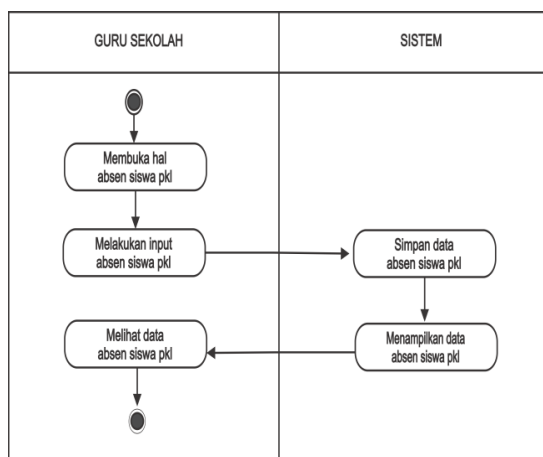 GURU SEKOLAH
SISTEM
Membuka hal
absen siswa pkl
Melakukan input
absen siswa pkl
Simpan data
absen siswa pkl
Melihat data
absen siswa pkl
Menampilkan data
absen siswa pkl